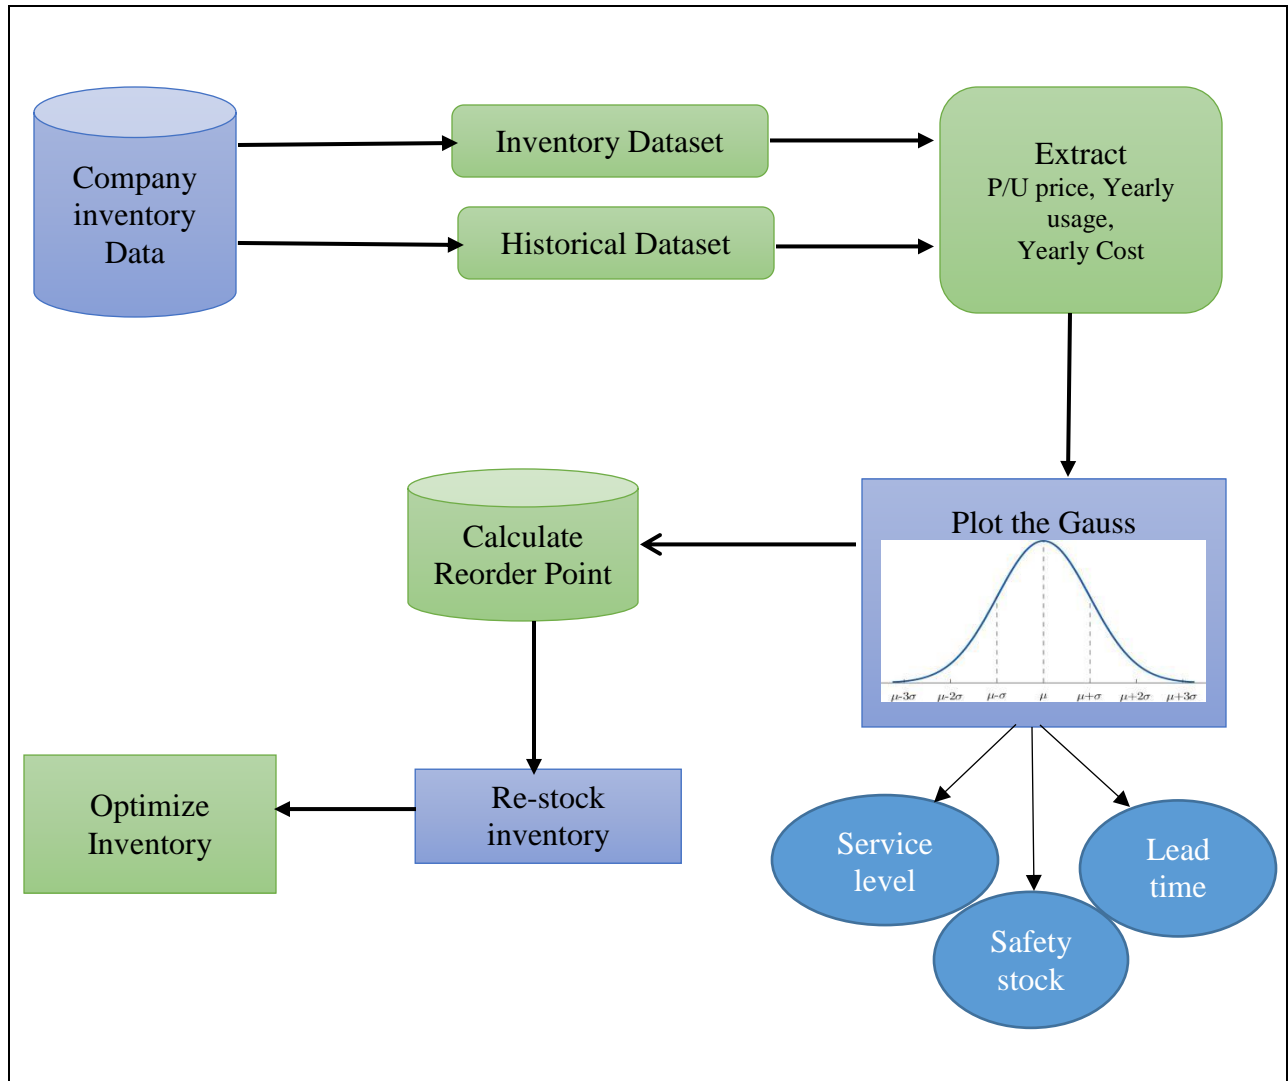 Company
inventory
Data
Inventory Dataset
Historical Dataset
Extract
P/U price, Yearly
usage,
Yearly Cost
Plot the Gauss
μ-3σ μ-2σ μ-σ μ μ+σ μ+2σ μ+3σ
Calculate
Reorder Point
Re-stock
inventory
Optimize
Inventory
Service
level
Safety
stock
Lead
time